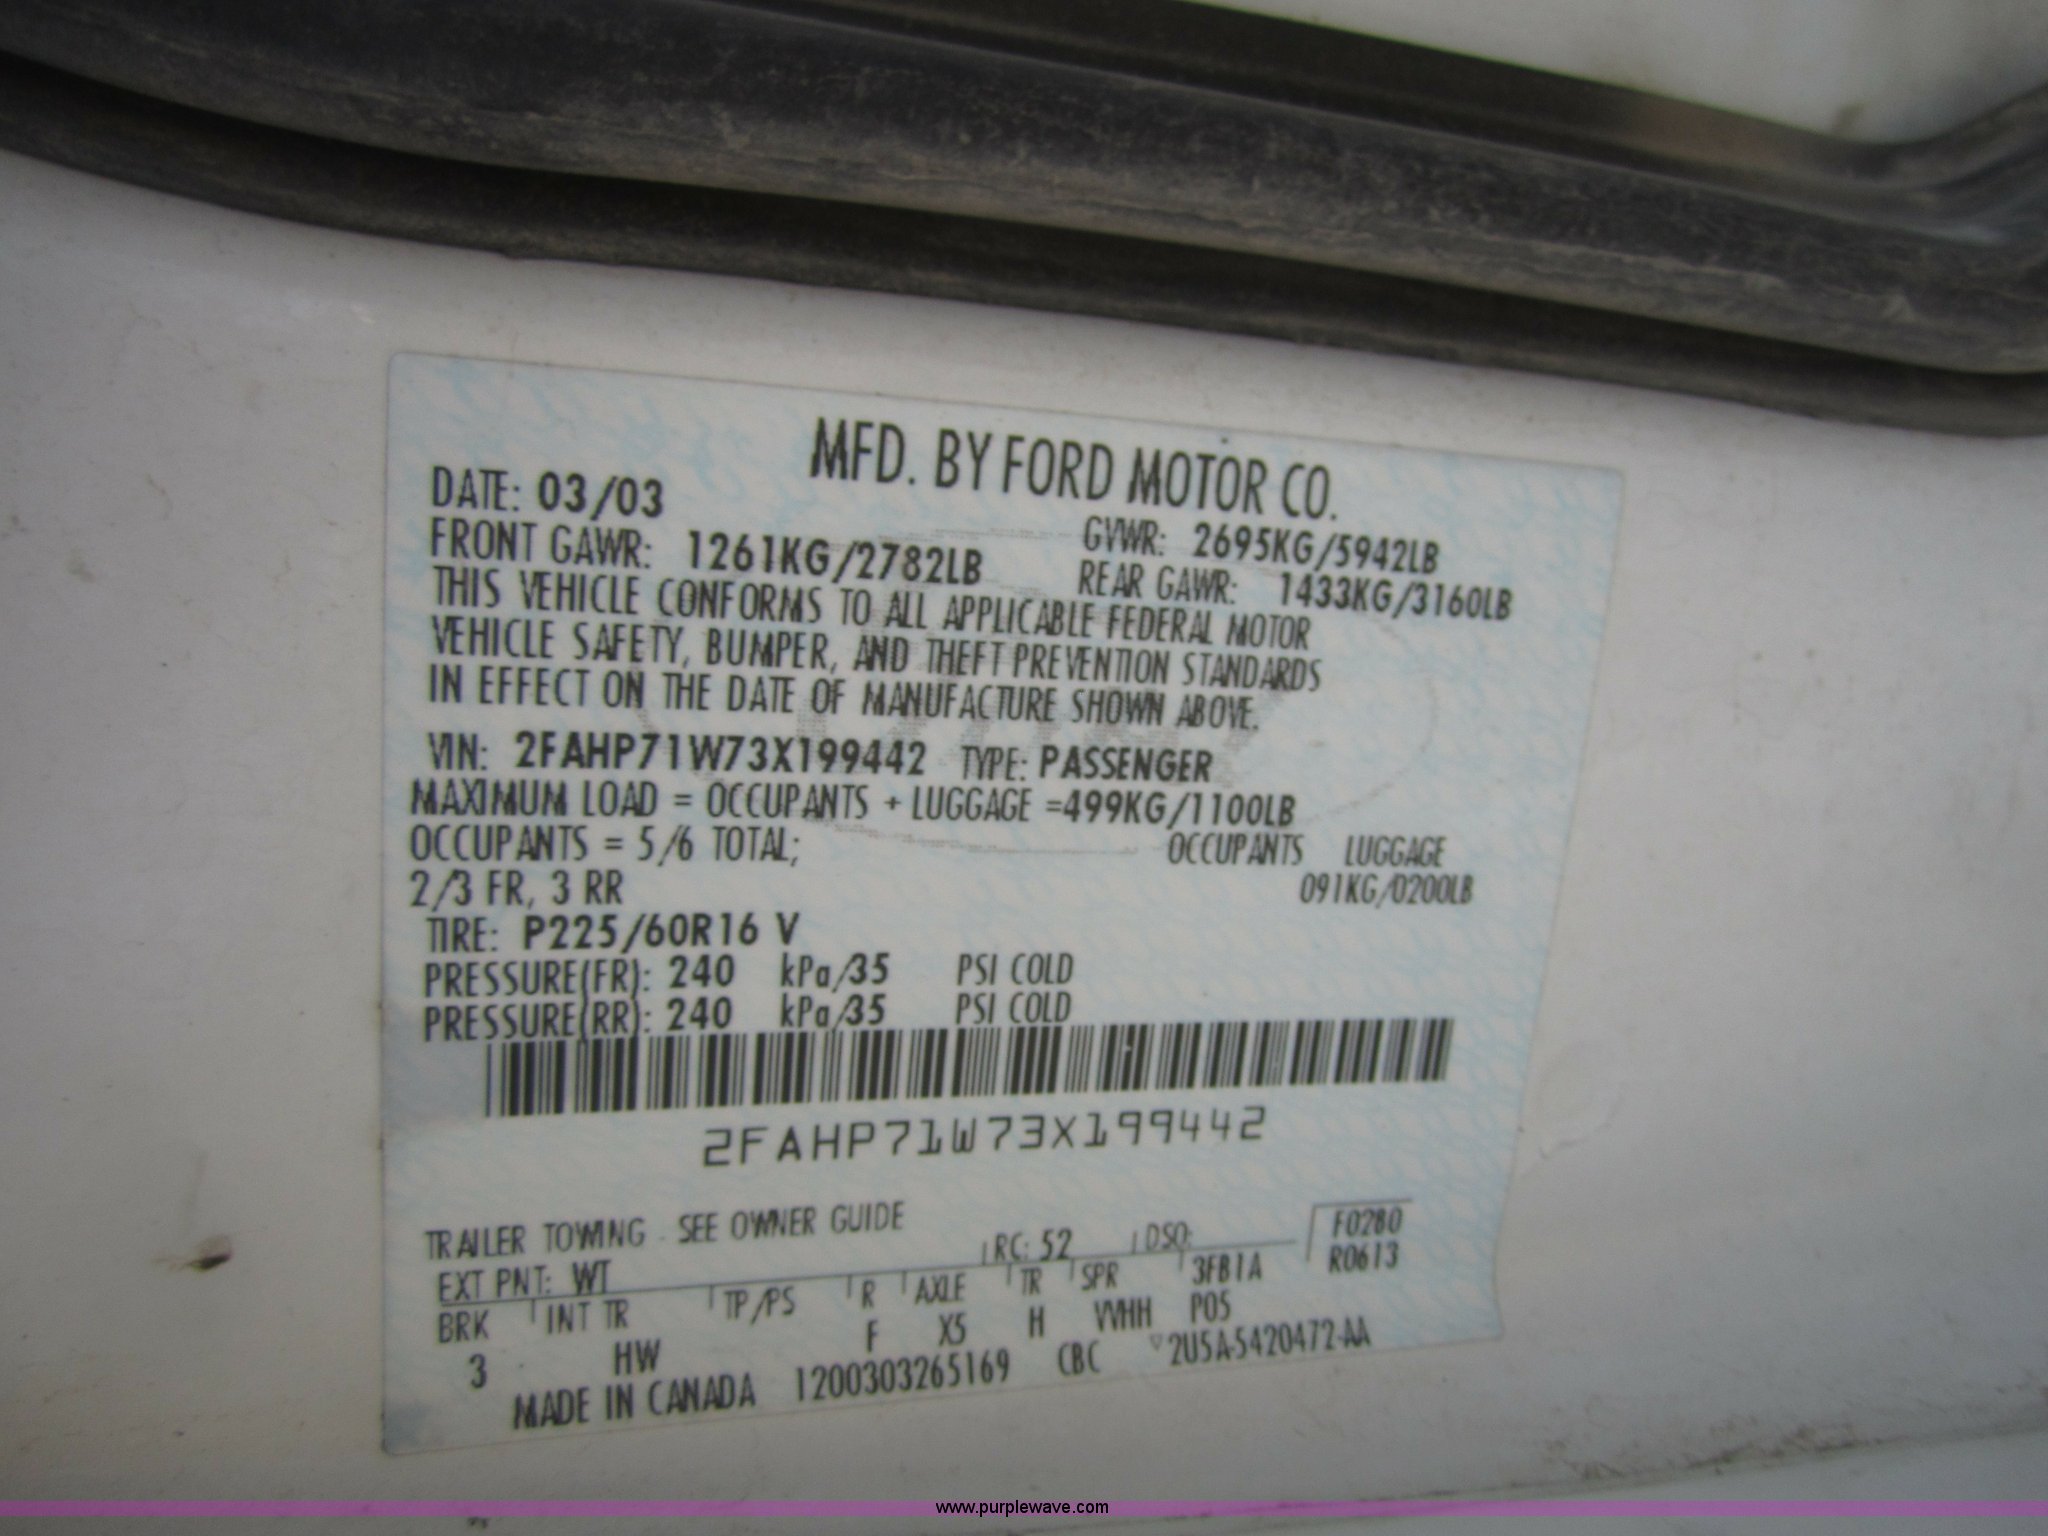 MFD. BY FORD MOTOR CO.
DATE: 03/03
GVWR: 2695KG/5942LB
FRONT GAWR: 1261KG/2782LB
REAR GAWR: 1433KG/3160LB
THIS VEHICLE CONFORMS TO ALL APPLICABLE FEDERAL MOTOR
VEHICLE SAFETY, BUMPER, AND THEFT PREVENTION STANDARDS
IN EFFECT ON THE DATE OF MANUFACTURE SHOWN ABOVE.
VIN: 2FAHP71W73X199442 TYPE: PASSENGER
MAXIMUM LOAD = OCCUPANTS + LUGGAGE =499KG/1100LB
OCCUPANTS = 5/6 TOTAL; OCCUPANTS LUGGAGE
2/3 FR, 3 RR 091KG/0200LB
TIRE: P225/60R16 V
PRESSURE(FR): 240 kPa/35 PSI COLD
PRESSURE(RR): 240 kPa/35 PSI COLD
2FAHP71W73X199442
TRAILER TOWING - SEE OWNER GUIDE
EXT PNT: WT RC: 52 DSO: F0280
R0613
BRK INT TR TP/PS R AXLE TR SPR 3FB1A
3 HW F X5 H VVHH P05
MADE IN CANADA 1200303265169 CBC ▽2U5A-5420472-AA
www.purplewave.com